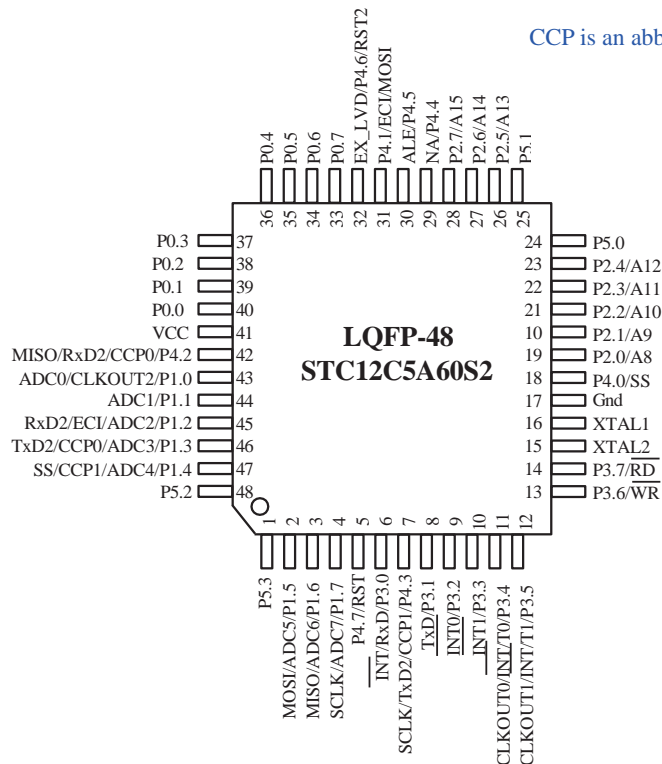 CCP is an abb
P0.4
P0.5
P0.6
P0.7
EX_LVD/P4.6/RST2
P4.1/ECI/MOSI
ALE/P4.5
NA/P4.4
P2.7/A15
P2.6/A14
P2.5/A13
P5.1
36 35 34 33 32 31 30 29 28 27 26 25
P0.3 37
P0.2 38
P0.1 39
P0.0 40
VCC 41
MISO/RxD2/CCP0/P4.2 42
ADC0/CLKOUT2/P1.0 43
ADC1/P1.1 44
RxD2/ECI/ADC2/P1.2 45
TxD2/CCP0/ADC3/P1.3 46
SS/CCP1/ADC4/P1.4 47
P5.2 48
LQFP-48
STC12C5A60S2
24 P5.0
23 P2.4/A12
22 P2.3/A11
21 P2.2/A10
10 P2.1/A9
19 P2.0/A8
18 P4.0/SS
17 Gnd
16 XTAL1
15 XTAL2
14 P3.7/RD
13 P3.6/WR
1 2 3 4 5 6 7 8 9 10 11 12
P5.3
MOSI/ADC5/P1.5
MISO/ADC6/P1.6
SCLK/ADC7/P1.7
P4.7/RST
INT/RxD/P3.0
SCLK/TxD2/CCP1/P4.3
TxD/P3.1
INT0/P3.2
INT1/P3.3
CLKOUT0/INT/T0/P3.4
CLKOUT1/INT/T1/P3.5